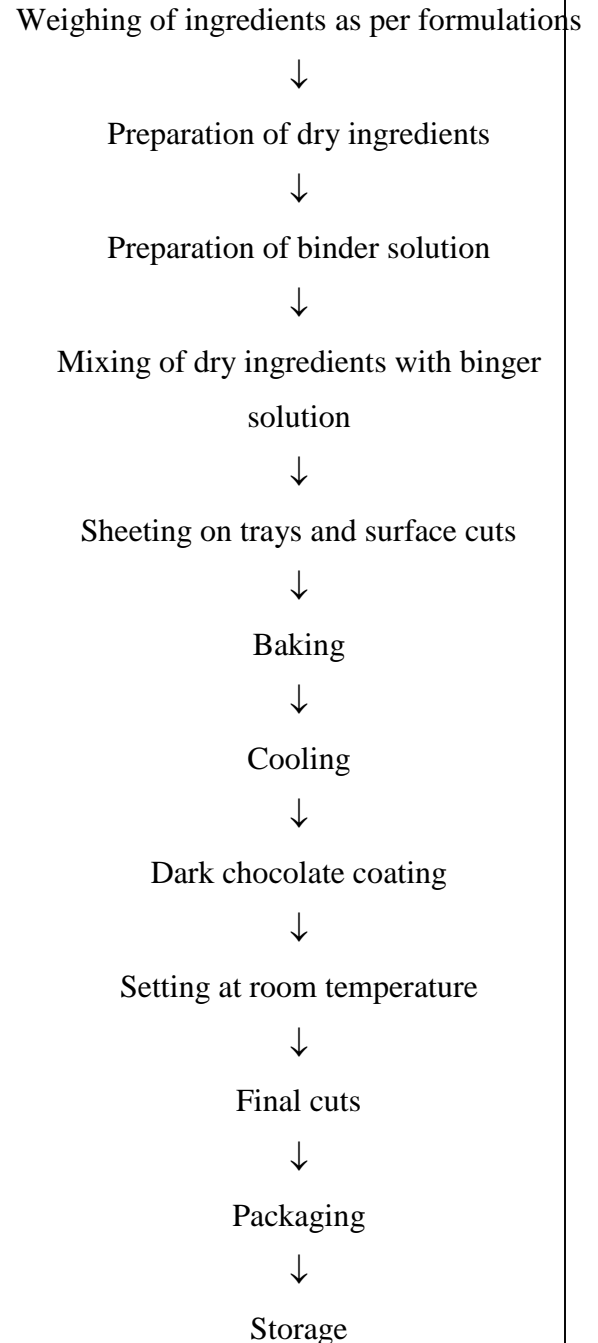 Weighing of ingredients as per formulations
↓
Preparation of dry ingredients
↓
Preparation of binder solution
↓
Mixing of dry ingredients with binger
solution
↓
Sheeting on trays and surface cuts
↓
Baking
↓
Cooling
↓
Dark chocolate coating
↓
Setting at room temperature
↓
Final cuts
↓
Packaging
↓
Storage